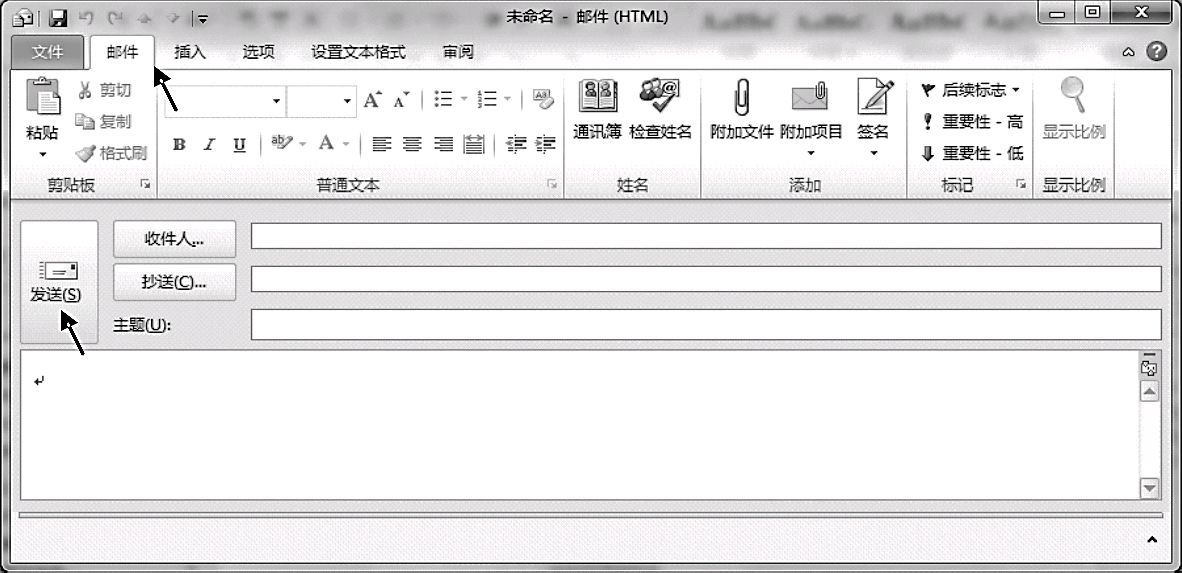 未命名 - 邮件 (HTML)
文件 邮件 插入 选项 设置文本格式 审阅
粘贴
剪切
复制
格式刷
剪贴板
B I U
普通文本
通讯簿 检查姓名
姓名
附加文件 附加项目 签名
添加
后续标志
重要性 - 高
重要性 - 低
标记
显示比例
显示比例
发送(S)
收件人...
抄送(C)...
主题(U):